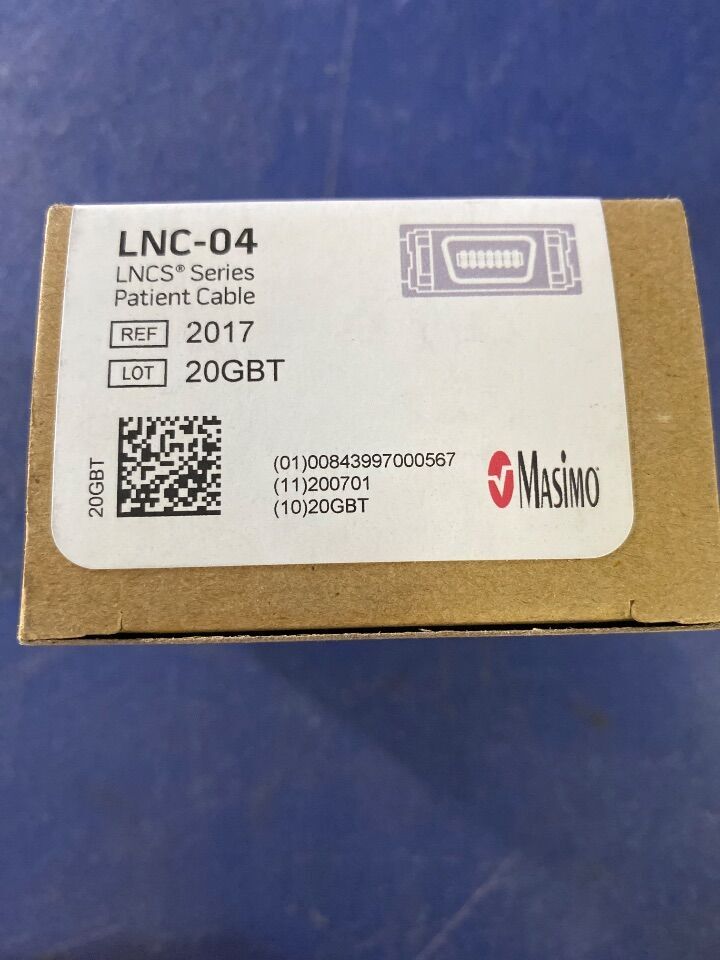 LNC-04
LNCS® Series
Patient Cable
REF 2017
LOT 20GBT
20GBT
(01)00843997000567
(11)200701
(10)20GBT
Masimo®